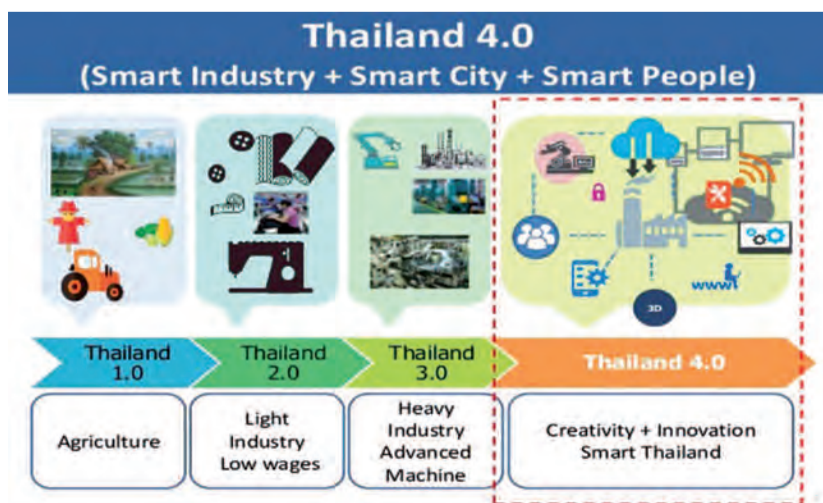 Thailand 4.0
(Smart Industry + Smart City + Smart People)
www
3D
Thailand
1.0
Thailand
2.0
Thailand
3.0
Thailand 4.0
Agriculture
Light
Industry
Low wages
Heavy
Industry
Advanced
Machine
Creativity + Innovation
Smart Thailand